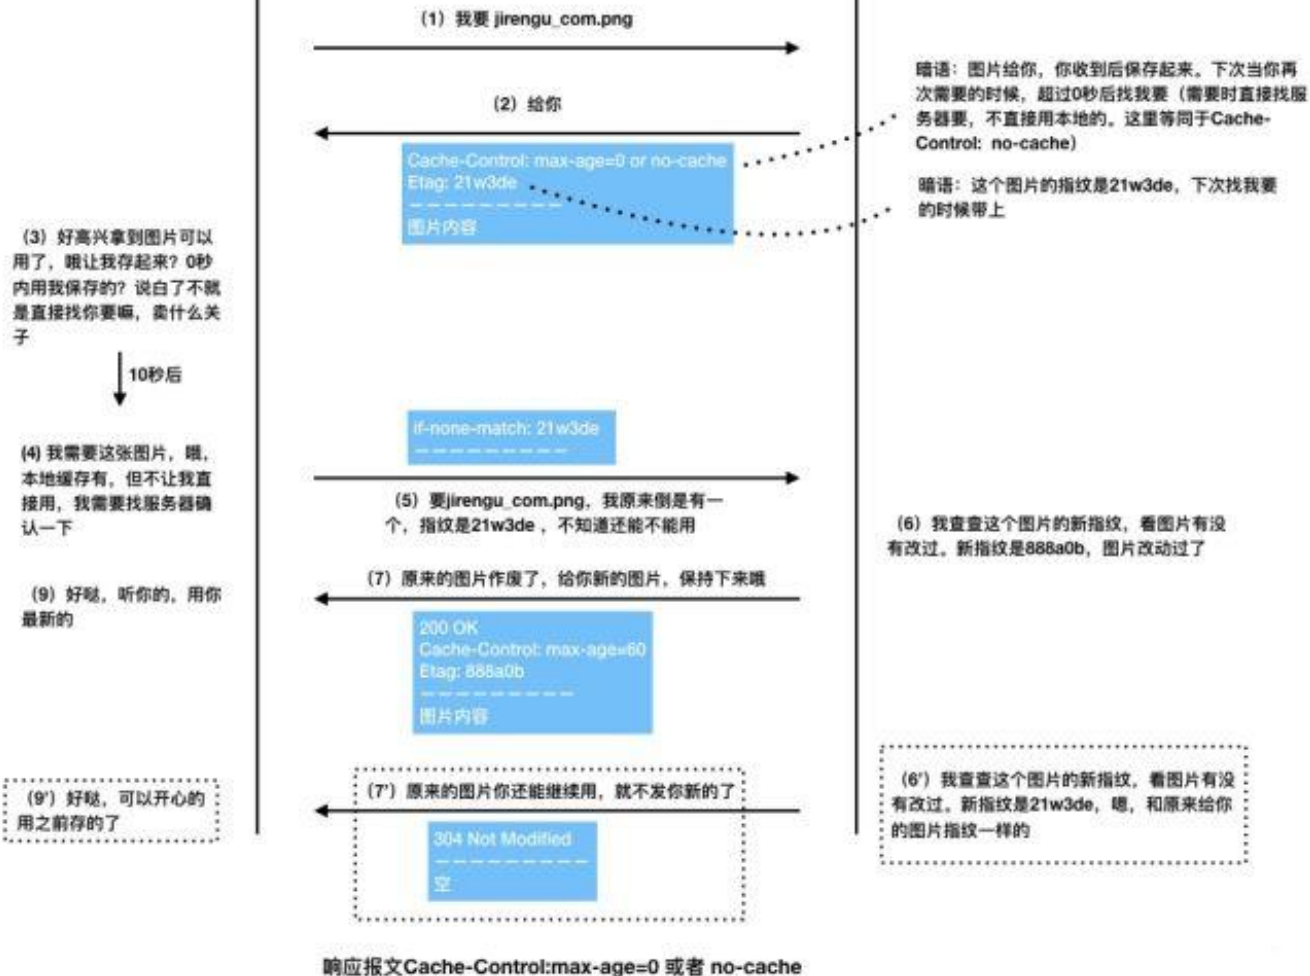 （1）我要 jirengu_com.png
暗语：图片给你，你收到后保存起来。下次当你再
次需要的时候，超过0秒后找我要（需要时直接找服
务器要，不直接用本地的。这里等同于Cache-
Control: no-cache）
（2）给你
Cache-Control: max-age=0 or no-cache
Etag: 21w3de
— — — — — — — — —
图片内容
暗语：这个图片的指纹是21w3de，下次找我要
的时候带上
（3）好高兴拿到图片可以
用了，哦让我存起来？0秒
内用我保存的？说白了不就
是直接找你要嘛，卖什么关
子
10秒后
(4) 我需要这张图片，哦，
本地缓存有，但不让我直
接用，我需要找服务器确
认一下
if-none-match: 21w3de
— — — — — — — — —
（5）要jirengu_com.png，我原来倒是有一
个，指纹是21w3de ，不知道还能不能用
（6）我查查这个图片的新指纹，看图片有没
有改过。新指纹是888a0b，图片改动过了
（7）原来的图片作废了，给你新的图片，保持下来哦
200 OK
Cache-Control: max-age=60
Etag: 888a0b
— — — — — — — — —
图片内容
（9）好哒，听你的，用你
最新的
（6’）我查查这个图片的新指纹，看图片有没
有改过。新指纹是21w3de，嗯，和原来给你
的图片指纹一样的
（7’）原来的图片你还能继续用，就不发你新的了
304 Not Modified
— — — — — — — — —
空
（9’）好哒，可以开心的
用之前存的了
响应报文Cache-Control:max-age=0 或者 no-cache